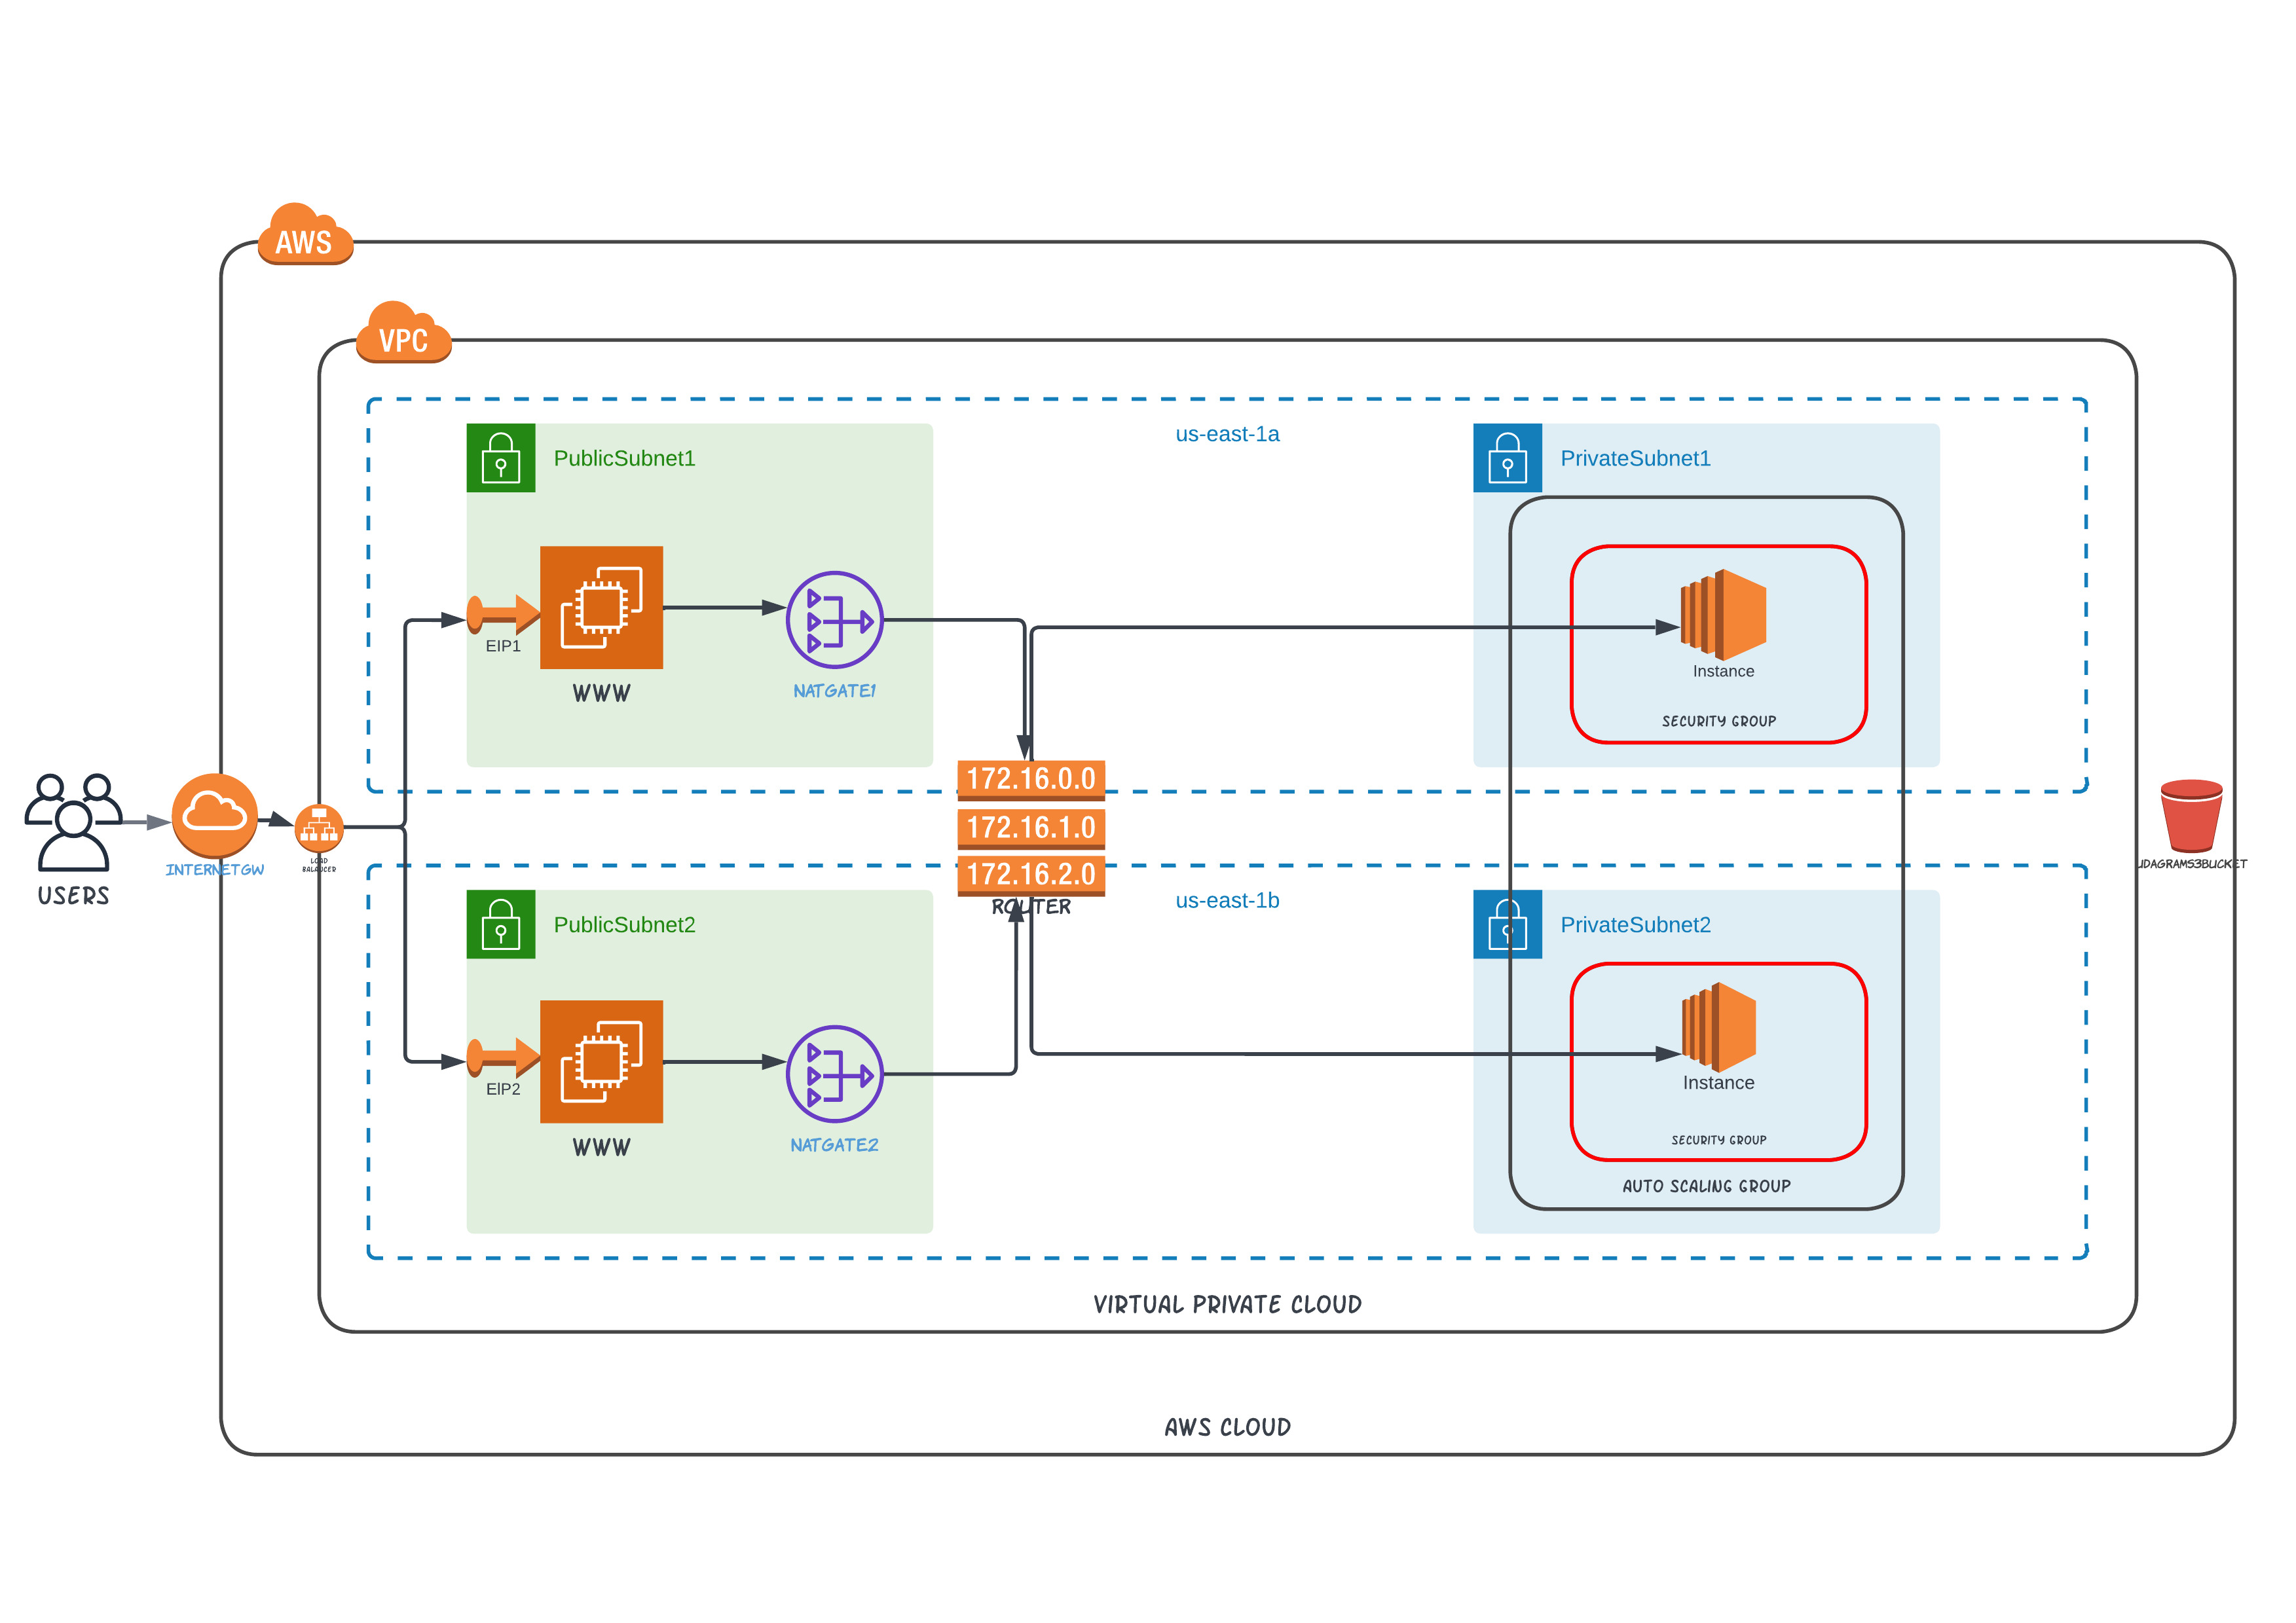 AWS
VPC
us-east-1a
PublicSubnet1
PrivateSubnet1
EIP1
WWW
NATGATE1
Instance
SECURITY GROUP
172.16.0.0
172.16.1.0
172.16.2.0
ROUTER
USERS
INTERNETGW
LOAD
BALANCER
UDAGRAMS3BUCKET
us-east-1b
PublicSubnet2
PrivateSubnet2
EIP2
WWW
NATGATE2
Instance
SECURITY GROUP
AUTO SCALING GROUP
VIRTUAL PRIVATE CLOUD
AWS CLOUD